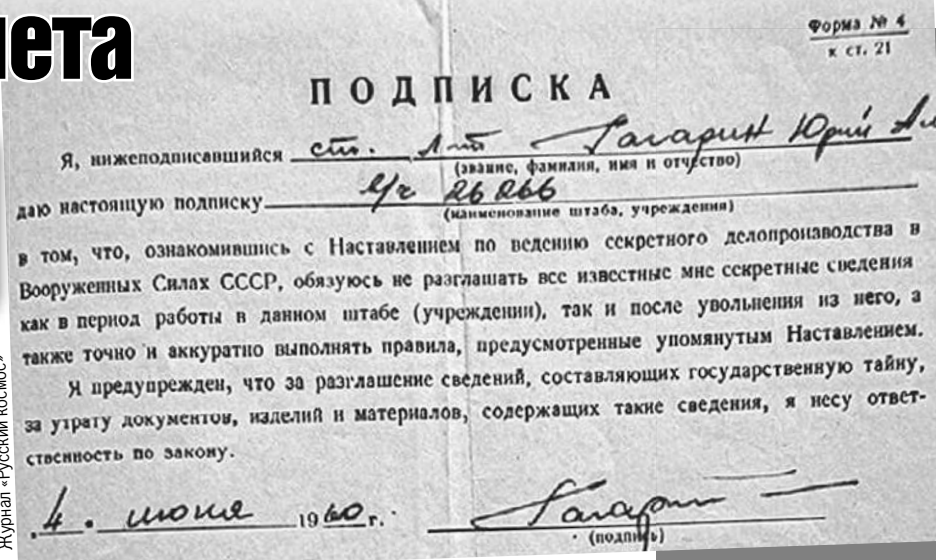 лета
Форма № 4
к ст. 21
ПОДПИСКА
Я, нижеподписавшийся ст. л-т Гагарин Юрий Ал
(звание, фамилия, имя и отчество)
даю настоящую подписку в/ч 26266
(наименование штаба, учреждения)
в том, что, ознакомившись с Наставлением по ведению секретного делопроизводства в
Вооруженных Силах СССР, обязуюсь не разглашать все известные мне секретные сведения
как в период работы в данном штабе (учреждении), так и после увольнения из него, а
также точно и аккуратно выполнять правила, предусмотренные упомянутым Наставлением.
Я предупрежден, что за разглашение сведений, составляющих государственную тайну,
за утрату документов, изделий и материалов, содержащих такие сведения, я несу ответ-
ственность по закону.
4. июня 1960 г.
Гагарин
(подпись)
Журнал «Русский космос»